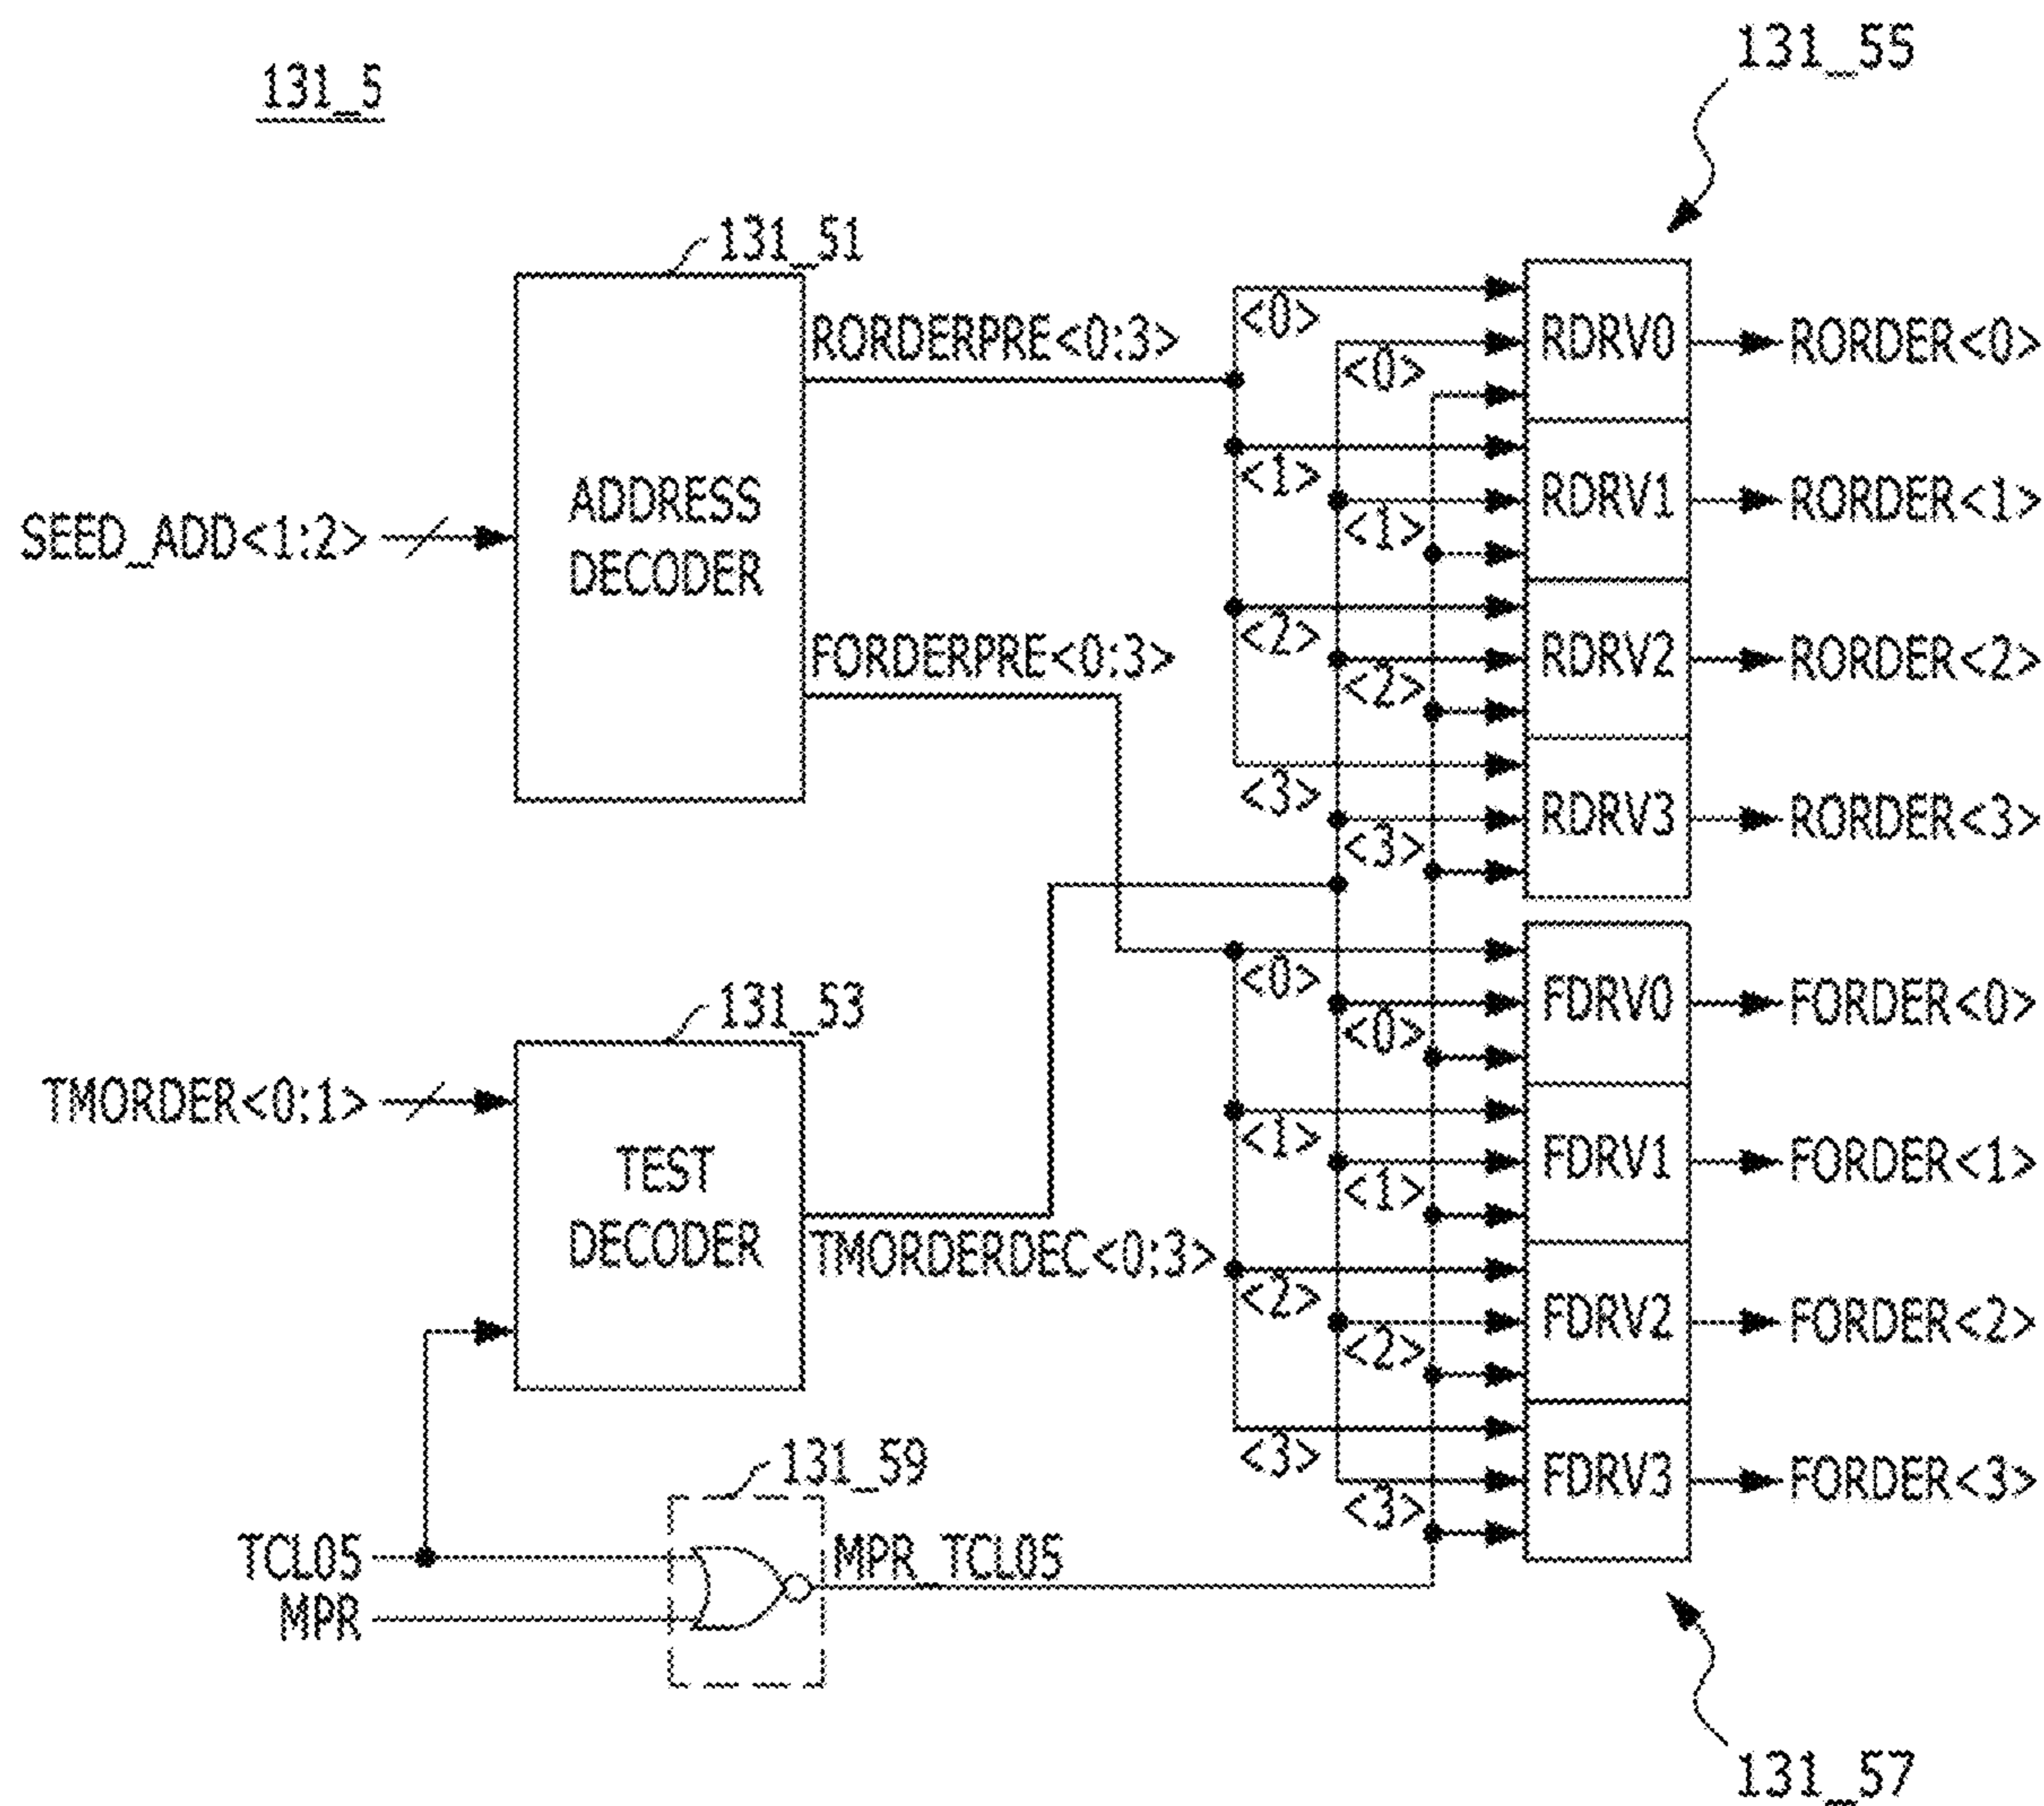 131_5
131_55
131_51
ADDRESS
DECODER
SEED_ADD<1:2>
RORDERPRE<0:3>
FORDERPRE<0:3>
131_53
TEST
DECODER
TMORDER<0:1>
TMORDERDEC<0:3>
TCL05
MPR
131_59
MPR_TCL05
<0>
<0>
<1>
<1>
<2>
<2>
<3>
<3>
<0>
<0>
<1>
<1>
<2>
<2>
<3>
<3>
RDRV0
RORDER<0>
RDRV1
RORDER<1>
RDRV2
RORDER<2>
RDRV3
RORDER<3>
FDRV0
FORDER<0>
FDRV1
FORDER<1>
FDRV2
FORDER<2>
FDRV3
FORDER<3>
131_57